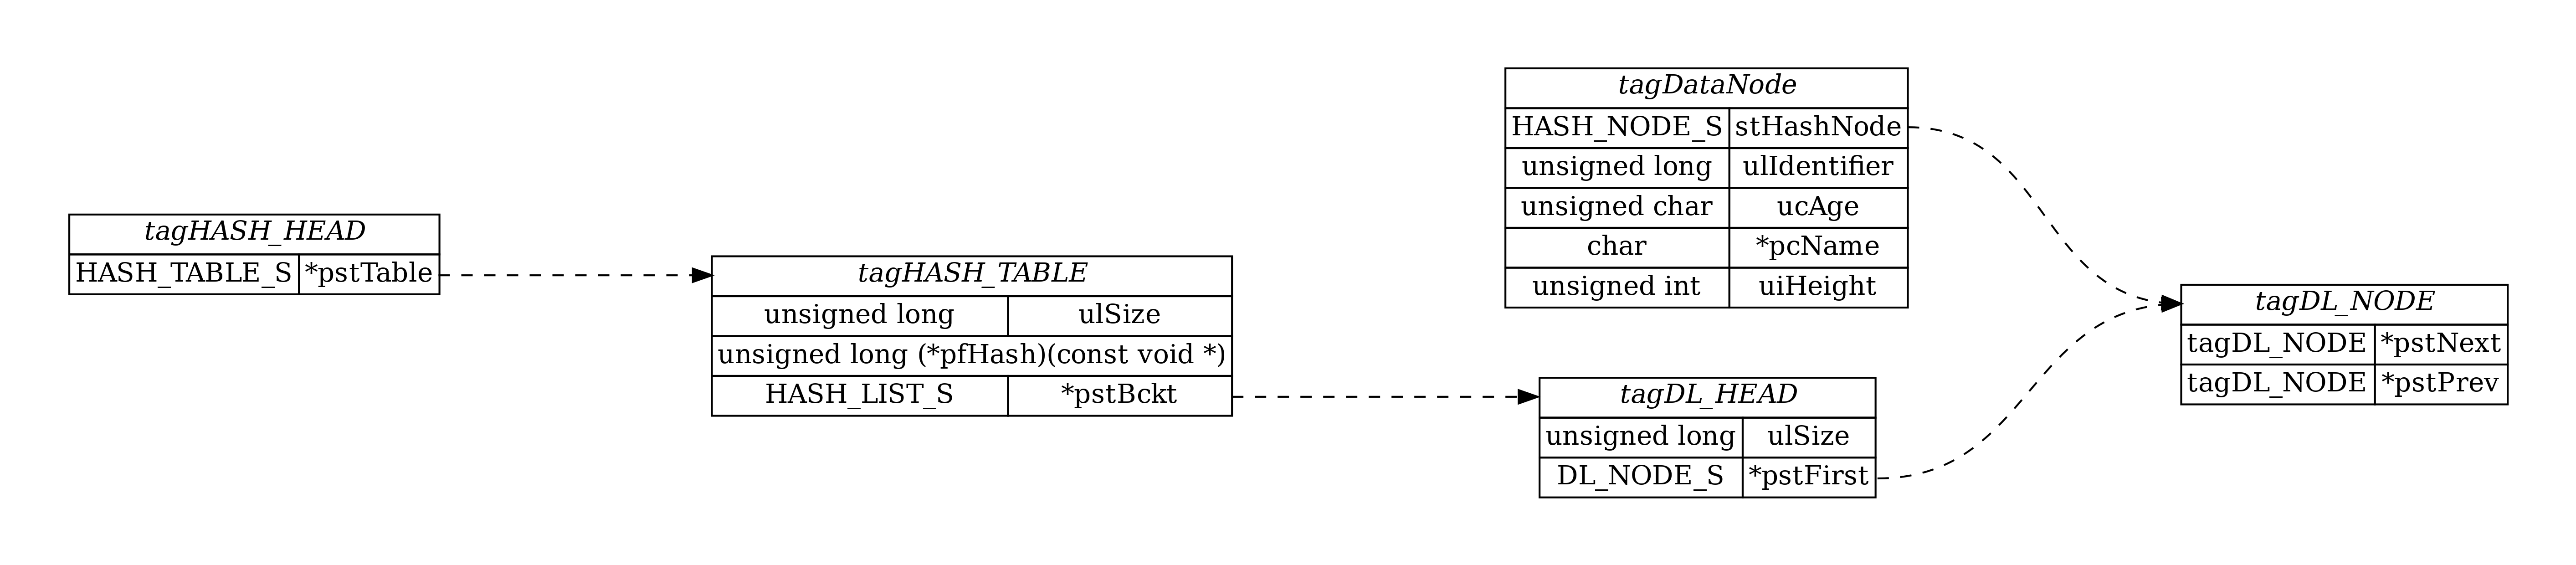 tagHASH_HEAD
HASH_TABLE_S *pstTable
tagHASH_TABLE
unsigned long ulSize
unsigned long (*pfHash)(const void *)
HASH_LIST_S *pstBckt
tagDataNode
HASH_NODE_S stHashNode
unsigned long ulIdentifier
unsigned char ucAge
char *pcName
unsigned int uiHeight
tagDL_HEAD
unsigned long ulSize
DL_NODE_S *pstFirst
tagDL_NODE
tagDL_NODE *pstNext
tagDL_NODE *pstPrev